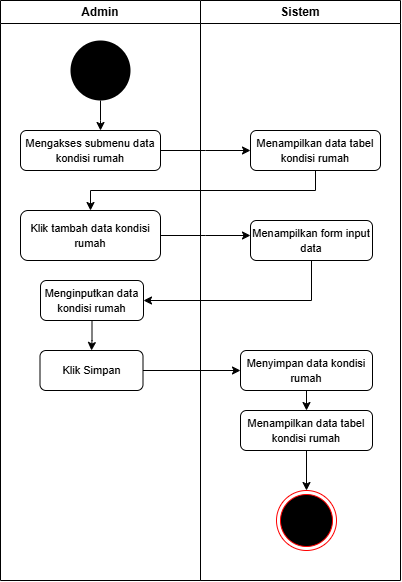 Admin
Sistem
Mengakses submenu data
kondisi rumah
Menampilkan data tabel
kondisi rumah
Klik tambah data kondisi
rumah
Menampilkan form input
data
Menginputkan data
kondisi rumah
Klik Simpan
Menyimpan data kondisi
rumah
Menampilkan data tabel
kondisi rumah